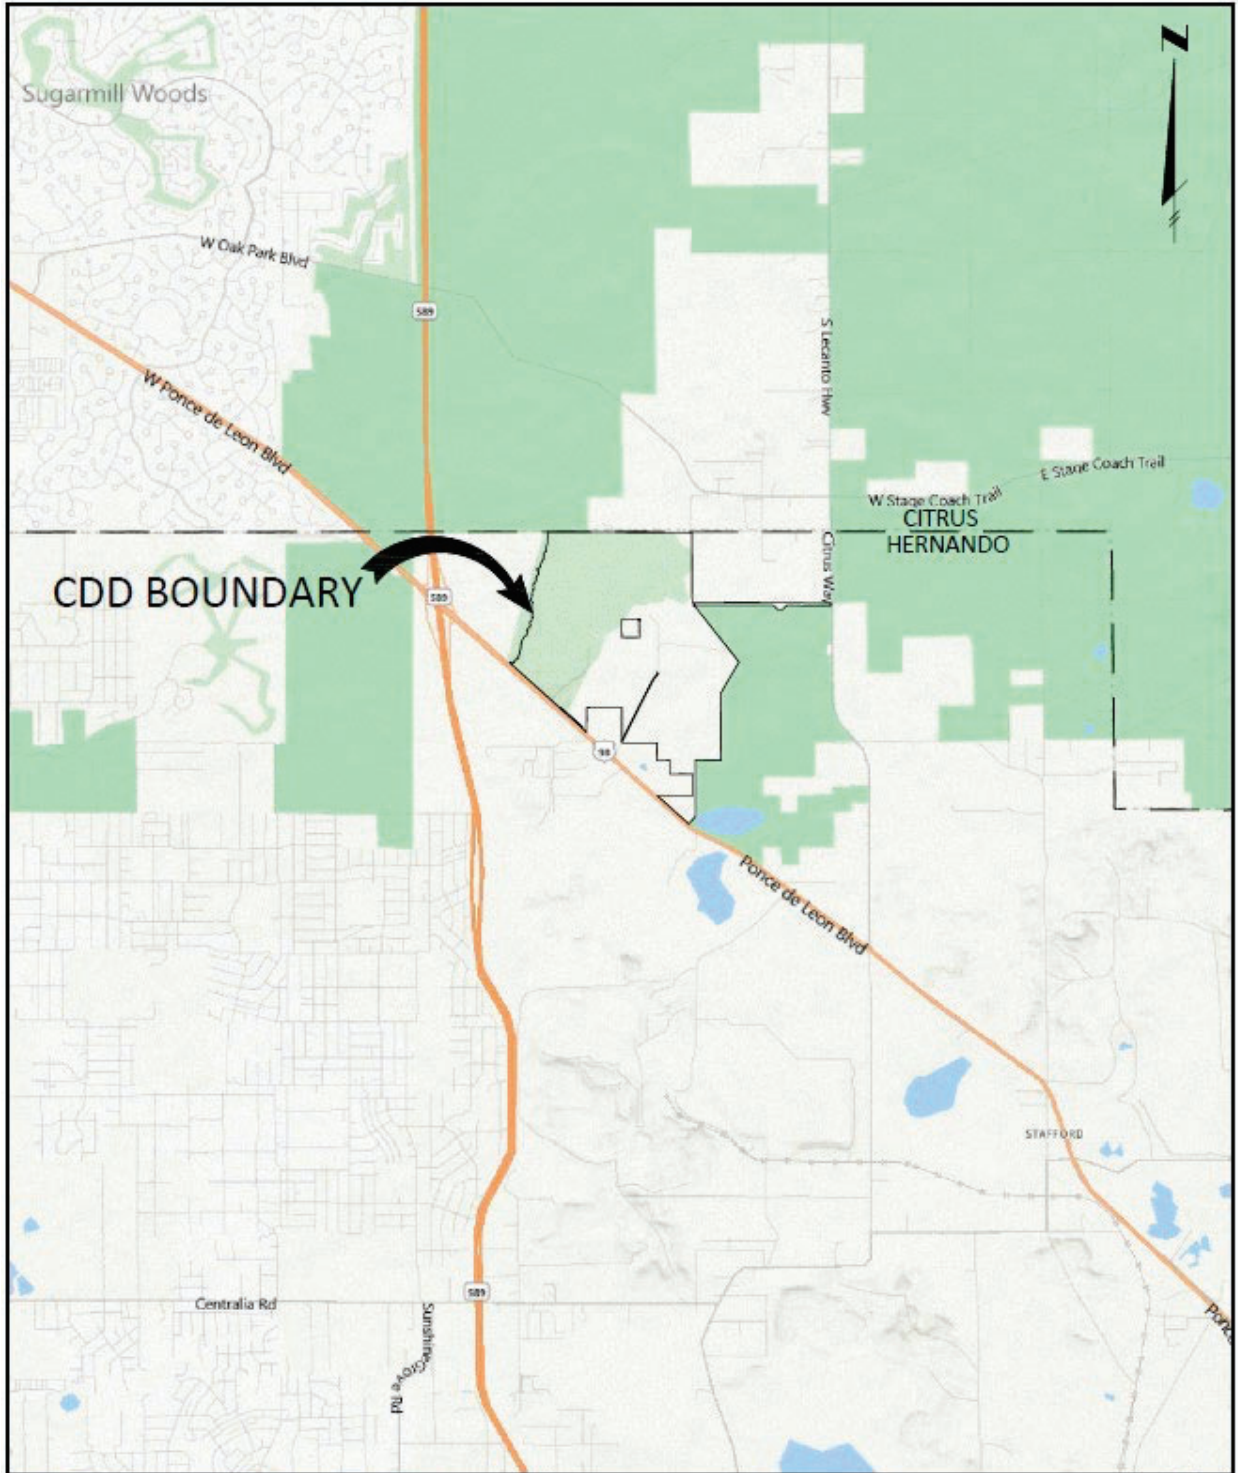 N
Sugarmill Woods
W Oak Park Blvd
589
S Lecanto Hwy
W Ponce de Leon Blvd
E Stage Coach Trail
W Stage Coach Trail
CITRUS
HERNANDO
Citrus Way
CDD BOUNDARY
589
98
Ponce de Leon Blvd
STAFFORD
589
Centralia Rd
Sunshine Grove Rd
Ponce